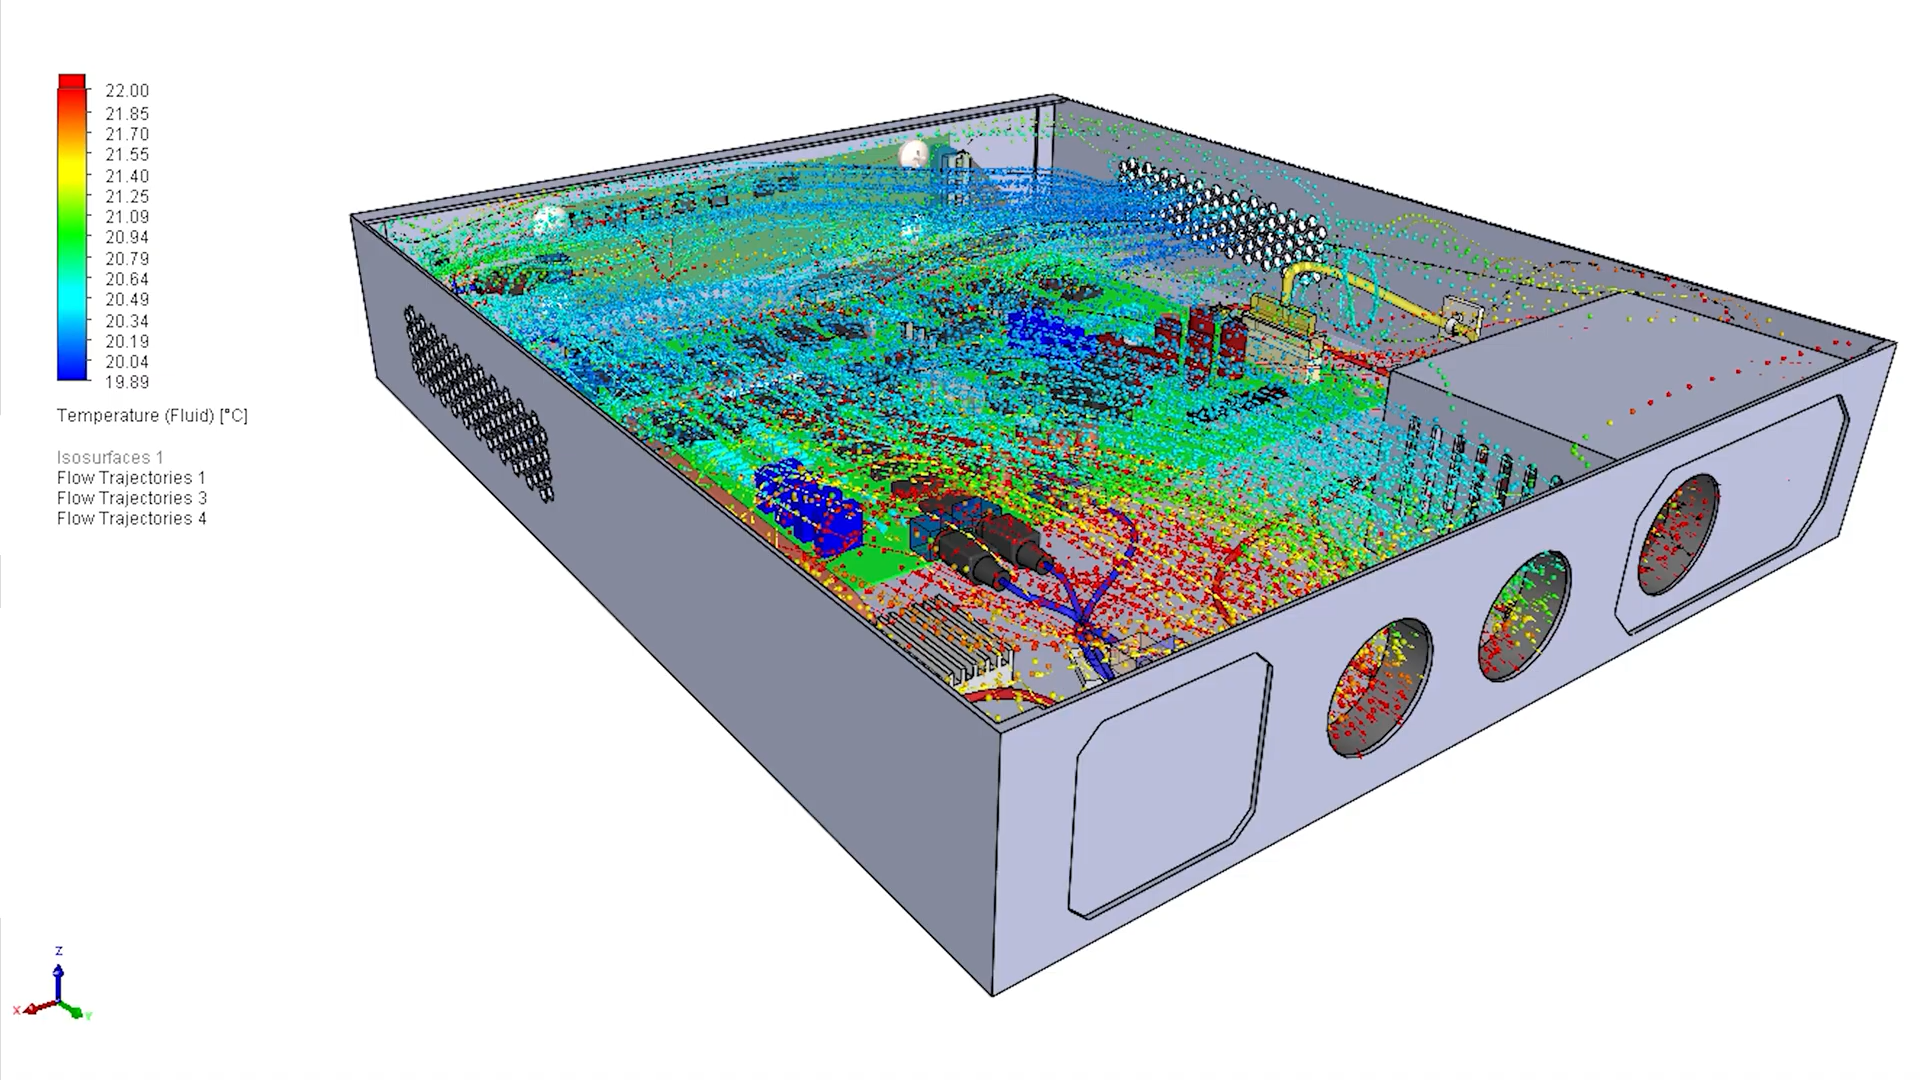 22.00
21.85
21.70
21.55
21.40
21.25
21.09
20.94
20.79
20.64
20.49
20.34
20.19
20.04
19.89
Temperature (Fluid) [°C]
Isosurfaces 1
Flow Trajectories 1
Flow Trajectories 3
Flow Trajectories 4
Z
X
Y